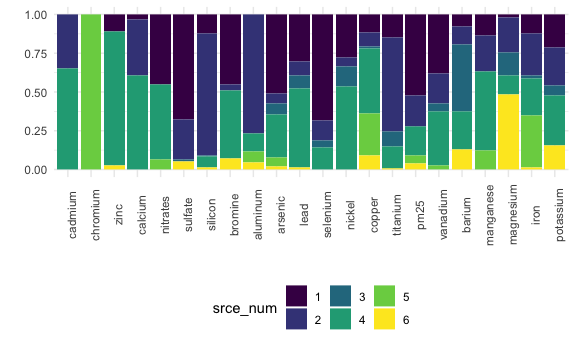 1.00
0.75
0.50
0.25
0.00
cadmium
chromium
zinc
calcium
nitrates
sulfate
silicon
bromine
aluminum
arsenic
lead
selenium
nickel
copper
titanium
pm25
vanadium
barium
manganese
magnesium
iron
potassium
srce_num
1 3 5
2 4 6